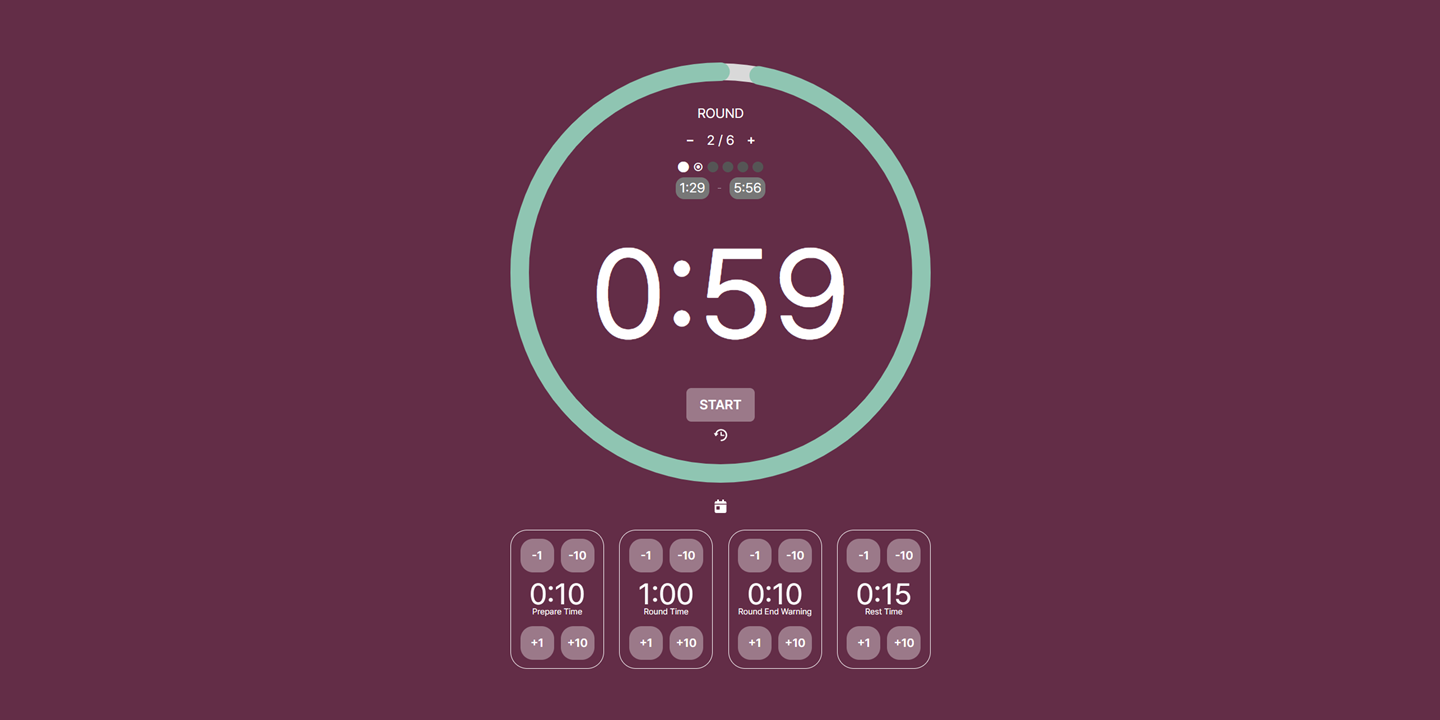 ROUND
− 2 / 6 +
1:29 - 5:56
0:59
START
-1 -10 -1 -10 -1 -10 -1 -10
0:10 1:00 0:10 0:15
Prepare Time Round Time Round End Warning Rest Time
+1 +10 +1 +10 +1 +10 +1 +10